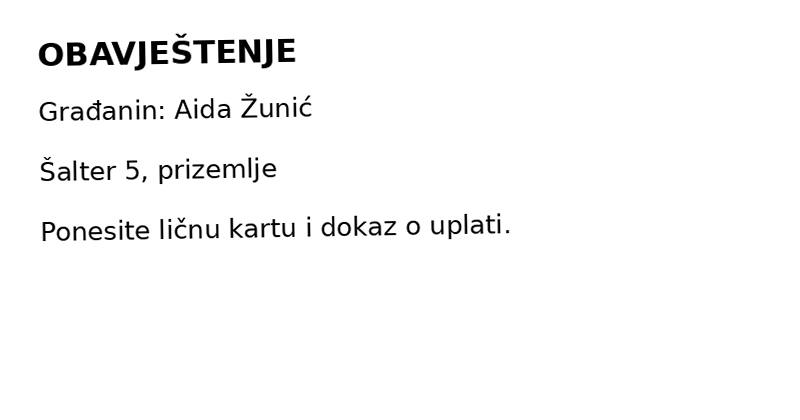 OBAVJEŠTENJE
Građanin: Aida Žunić
Šalter 5, prizemlje
Ponesite ličnu kartu i dokaz o uplati.